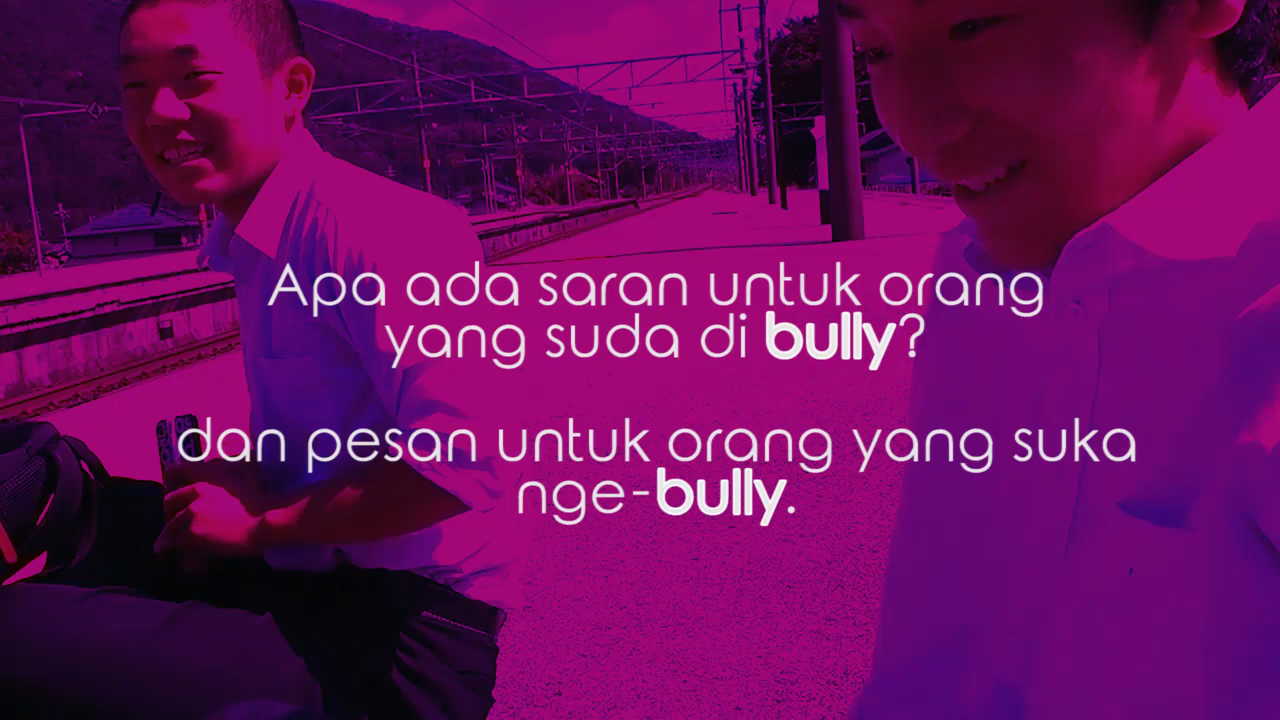 Apa ada saran untuk orang
yang suda di bully?
dan pesan untuk orang yang suka
nge-bully.